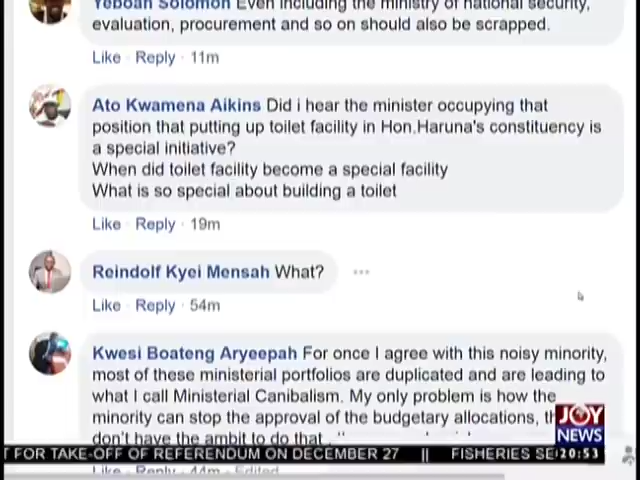 Yeboah Solomon Even including the ministry of national security,
evaluation, procurement and so on should also be scrapped.
Like · Reply · 11m
Ato Kwamena Aikins Did i hear the minister occupying that
position that putting up toilet facility in Hon.Haruna's constituency is
a special initiative?
When did toilet facility become a special facility
What is so special about building a toilet
Like · Reply · 19m
Reindolf Kyei Mensah What? ...
Like · Reply · 54m
Kwesi Boateng Aryeepah For once I agree with this noisy minority,
most of these ministerial portfolios are duplicated and are leading to
what I call Ministerial Canibalism. My only problem is how the
minority can stop the approval of the budgetary allocations,
don't have the ambit to do that
JOY
NEWS
T FOR TAKE-OFF OF REFERENDUM ON DECEMBER 27 || FISHERIES SE
20:53
Like · Reply · 44m · Edited